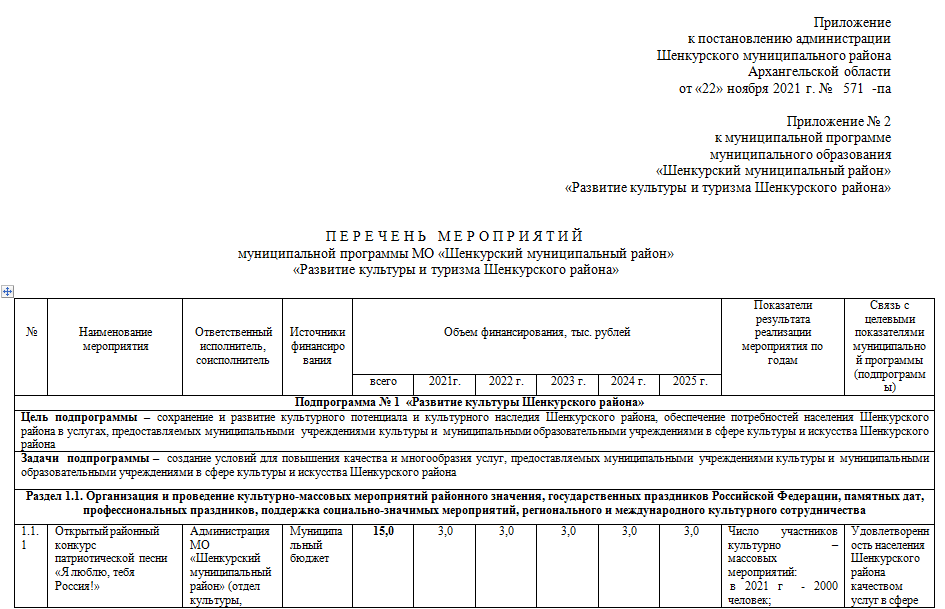 Приложение
к постановлению администрации
Шенкурского муниципального района
Архангельской области
от «22» ноября 2021 г. № 571 -па
Приложение № 2
к муниципальной программе
муниципального образования
«Шенкурский муниципальный район»
«Развитие культуры и туризма Шенкурского района»
П Е Р Е Ч Е Н Ь М Е Р О П Р И Я Т И Й
муниципальной программы МО «Шенкурский муниципальный район»
«Развитие культуры и туризма Шенкурского района»
№
Наименование
мероприятия
Ответственный
исполнитель,
соисполнитель
Источники
финансиро
вания
Объем финансирования, тыс. рублей
Показатели
результата
реализации
мероприятия по
годам
Связь с
целевыми
показателями
муниципально
й программы
(подпрограмм
ы)
всего
2021г.
2022 г.
2023 г.
2024 г.
2025 г.
Подпрограмма № 1 «Развитие культуры Шенкурского района»
Цель подпрограммы – сохранение и развитие культурного потенциала и культурного наследия Шенкурского района, обеспечение потребностей населения Шенкурского
района в услугах, предоставляемых муниципальными учреждениями культуры и муниципальными образовательными учреждениями в сфере культуры и искусства Шенкурского
района
Задачи подпрограммы – создание условий для повышения качества и многообразия услуг, предоставляемых муниципальными учреждениями культуры и муниципальными
образовательными учреждениями в сфере культуры и искусства Шенкурского района
Раздел 1.1. Организация и проведение культурно-массовых мероприятий районного значения, государственных праздников Российской Федерации, памятных дат,
профессиональных праздников, поддержка социально-значимых мероприятий, регионального и международного культурного сотрудничества
1.1.
1
Открытый районный
конкурс
патриотической песни
«Я люблю, тебя
Россия!»
Администрация
МО
«Шенкурский
муниципальный
район» (отдел
культуры,
Муниципа
льный
бюджет
15,0
3,0
3,0
3,0
3,0
3,0
Число участников
культурно –
массовых
мероприятий:
в 2021 г - 2000
человек;
Удовлетворен
ность населения
Шенкурского
района
качеством
услуг в сфере